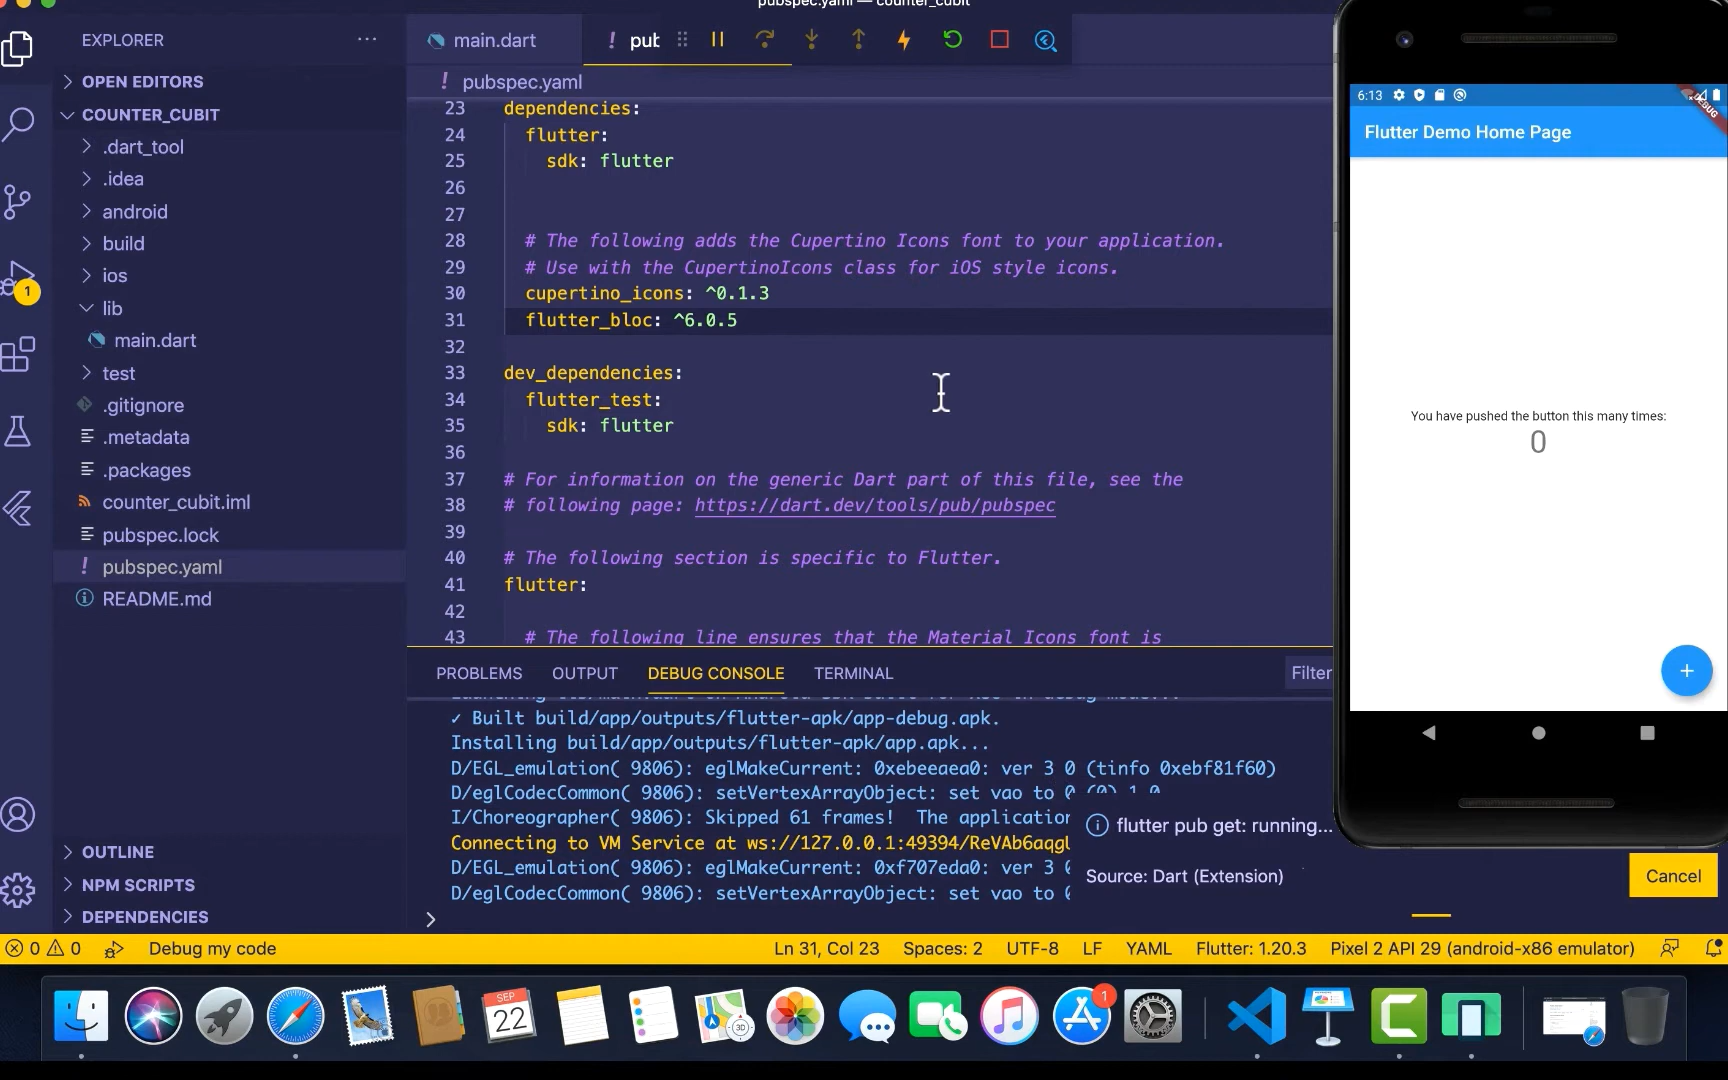 pubspec.yaml — counter_cubit
EXPLORER
OPEN EDITORS
COUNTER_CUBIT
.dart_tool
.idea
android
build
ios
lib
main.dart
test
.gitignore
.metadata
.packages
counter_cubit.iml
pubspec.lock
! pubspec.yaml
README.md
OUTLINE
NPM SCRIPTS
DEPENDENCIES
1
main.dart
! pub
! pubspec.yaml
23 dependencies:
24 flutter:
25 sdk: flutter
26
27
28 # The following adds the Cupertino Icons font to your application.
29 # Use with the CupertinoIcons class for iOS style icons.
30 cupertino_icons: ^0.1.3
31 flutter_bloc: ^6.0.5
32
33 dev_dependencies:
34 flutter_test:
35 sdk: flutter
36
37 # For information on the generic Dart part of this file, see the
38 # following page: https://dart.dev/tools/pub/pubspec
39
40 # The following section is specific to Flutter.
41 flutter:
42
43 # The following line ensures that the Material Icons font is
PROBLEMS OUTPUT DEBUG CONSOLE TERMINAL Filter
✓ Built build/app/outputs/flutter-apk/app-debug.apk.
Installing build/app/outputs/flutter-apk/app.apk...
D/EGL_emulation( 9806): eglMakeCurrent: 0xebeeaea0: ver 3 0 (tinfo 0xebf81f60)
D/eglCodecCommon( 9806): setVertexArrayObject: set vao to 0 (0) 1 0
I/Choreographer( 9806): Skipped 61 frames! The application
Connecting to VM Service at ws://127.0.0.1:49394/ReVAb6aqgU
D/EGL_emulation( 9806): eglMakeCurrent: 0xf707eda0: ver 3 0
D/eglCodecCommon( 9806): setVertexArrayObject: set vao to 0
>
flutter pub get: running...
Source: Dart (Extension)
Cancel
6:13
DEBUG
Flutter Demo Home Page
You have pushed the button this many times:
0
+
0 0 Debug my code Ln 31, Col 23 Spaces: 2 UTF-8 LF YAML Flutter: 1.20.3 Pixel 2 API 29 (android-x86 emulator)
SEP
22
3D
1